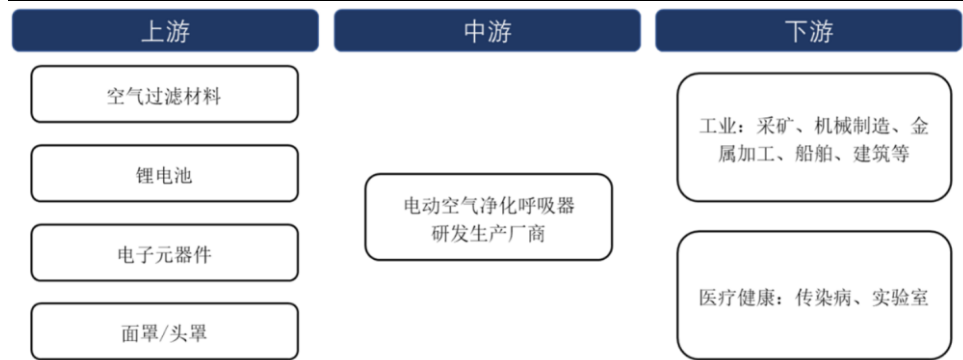 上游
中游
下游
空气过滤材料
锂电池
电子元器件
面罩/头罩
电动空气净化呼吸器
研发生产厂商
工业：采矿、机械制造、金
属加工、船舶、建筑等
医疗健康：传染病、实验室